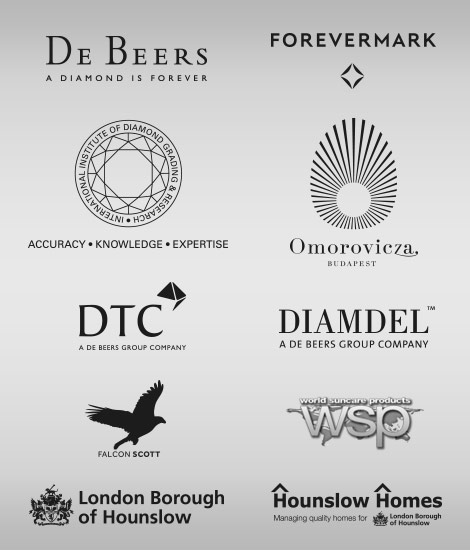 DE BEERS
A DIAMOND IS FOREVER
FOREVERMARK
INTERNATIONAL INSTITUTE OF DIAMOND GRADING & RESEARCH •
ACCURACY • KNOWLEDGE • EXPERTISE
Omorovicza
BUDAPEST
DTC
A DE BEERS GROUP COMPANY
DIAMDEL™
A DE BEERS GROUP COMPANY
FALCON SCOTT
world suncare products
wsp
London Borough
of Hounslow
Hounslow Homes
Managing quality homes for
London Borough
of Hounslow